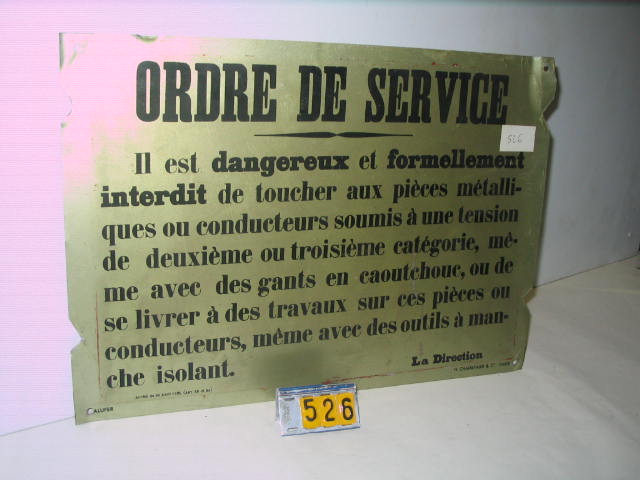 ORDRE DE SERVICE
526
Il est dangereux et formellement
interdit de toucher aux pièces métalli-
ques ou conducteurs soumis à une tension
de deuxième ou troisième catégorie, mê-
me avec des gants en caoutchouc, ou de
se livrer à des travaux sur ces pièces ou
conducteurs, même avec des outils à man-
che isolant.
La Direction
ALUFER
526